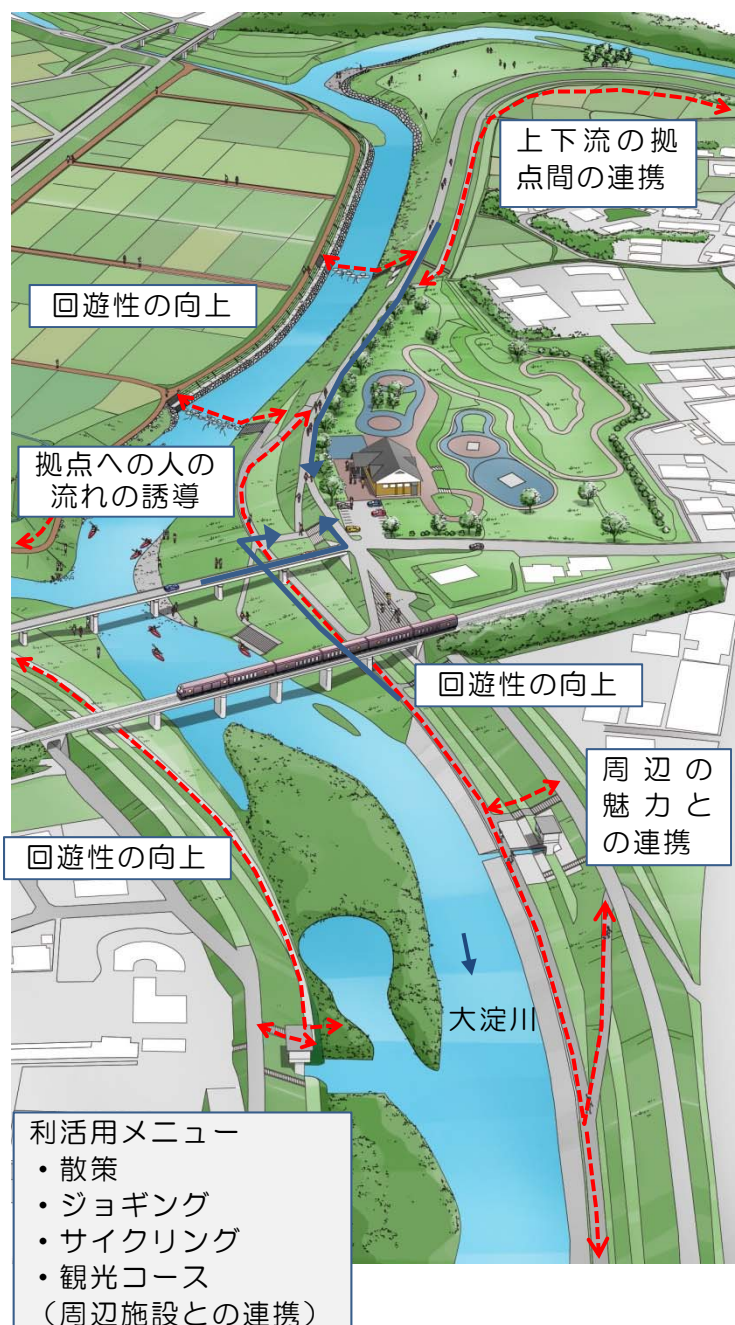 上下流の拠
点間の連携
回遊性の向上
拠点への人の
流れの誘導
回遊性の向上
周辺の
魅力と
の連携
回遊性の向上
大淀川
利活用メニュー
・散策
・ジョギング
・サイクリング
・観光コース
（周辺施設との連携）